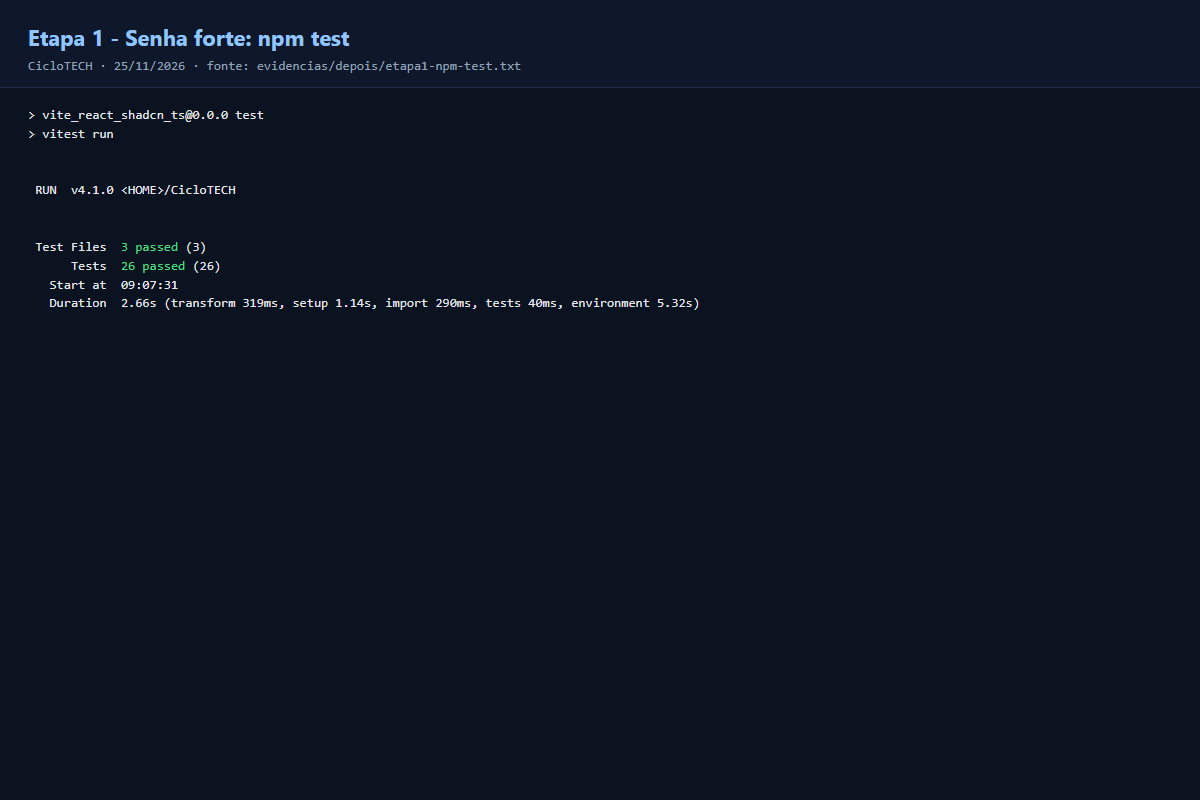 Etapa 1 - Senha forte: npm test
CicloTECH · 25/11/2026 · fonte: evidencias/depois/etapa1-npm-test.txt
> vite_react_shadcn_ts@0.0.0 test
> vitest run
RUN  v4.1.0 <HOME>/CicloTECH
Test Files  3 passed (3)
Tests  26 passed (26)
Start at  09:07:31
Duration  2.66s (transform 319ms, setup 1.14s, import 290ms, tests 40ms, environment 5.32s)